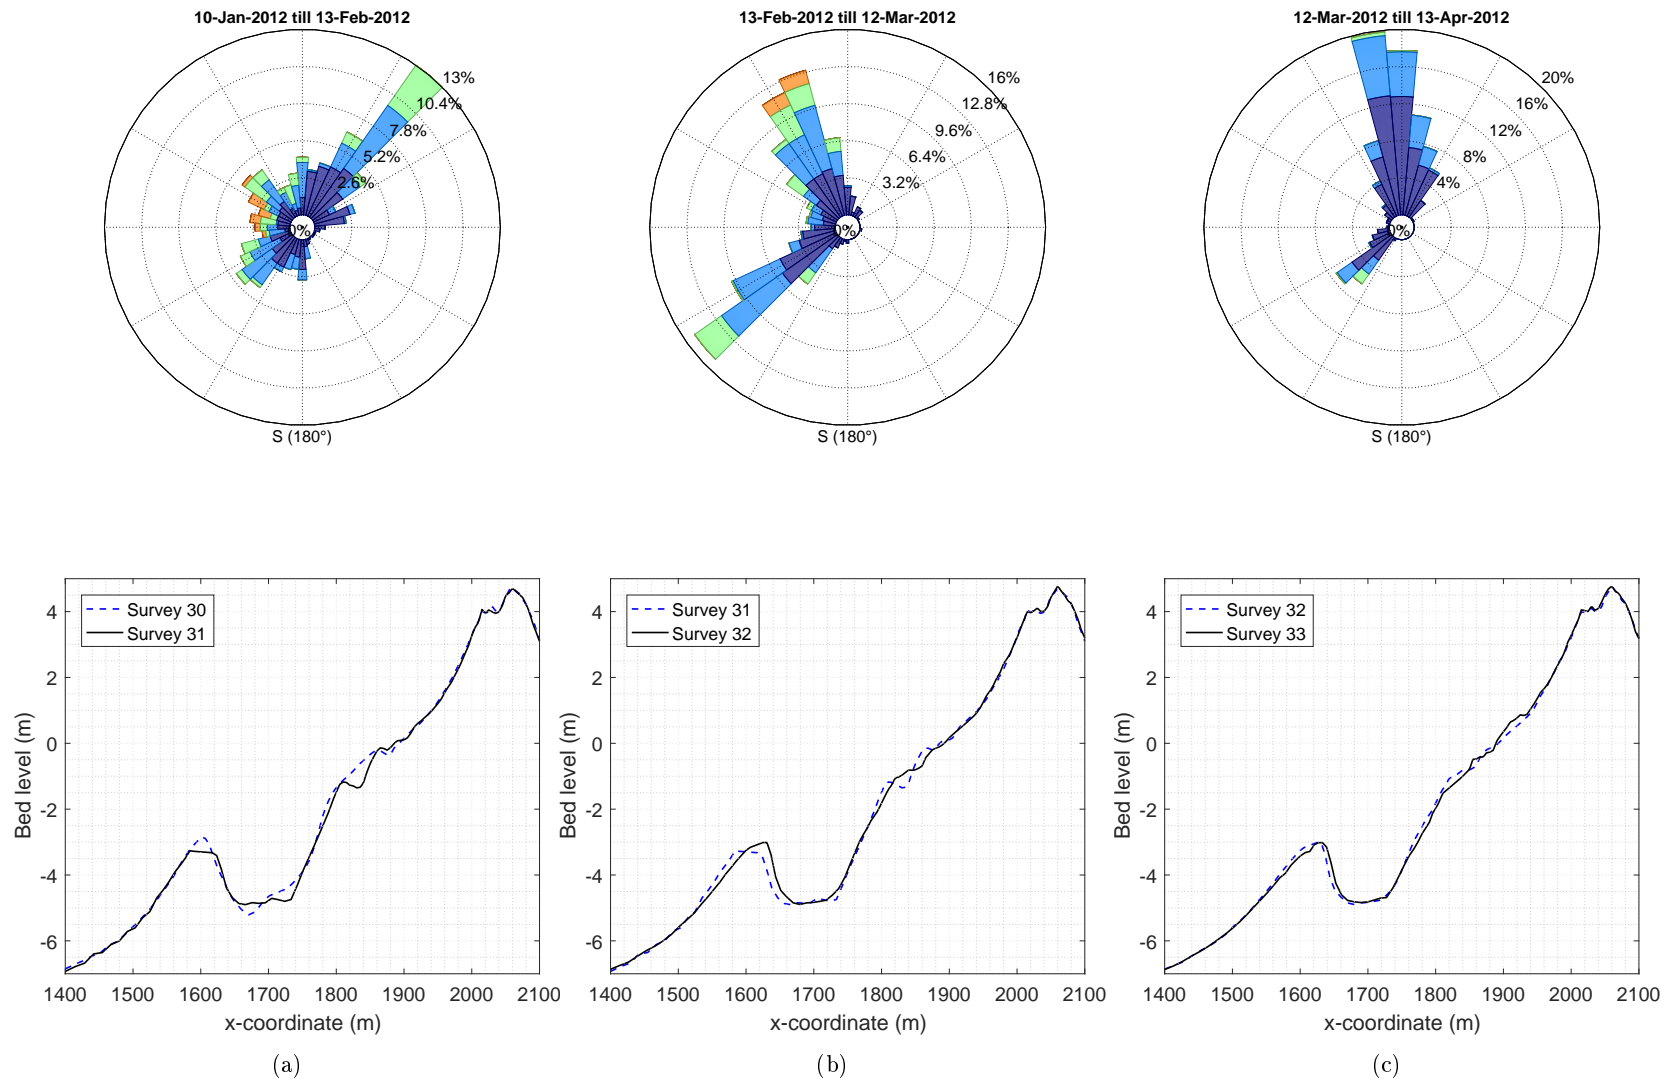 10-Jan-2012 till 13-Feb-2012
13%
10.4%
7.8%
5.2%
2.6%
0%
S (180°)
13-Feb-2012 till 12-Mar-2012
16%
12.8%
9.6%
6.4%
3.2%
0%
S (180°)
12-Mar-2012 till 13-Apr-2012
20%
16%
12%
8%
4%
0%
S (180°)
Survey 30
Survey 31
4
2
0
-2
-4
-6
Bed level (m)
1400 1500 1600 1700 1800 1900 2000 2100
x-coordinate (m)
(a)
Survey 31
Survey 32
4
2
0
-2
-4
-6
Bed level (m)
1400 1500 1600 1700 1800 1900 2000 2100
x-coordinate (m)
(b)
Survey 32
Survey 33
4
2
0
-2
-4
-6
Bed level (m)
1400 1500 1600 1700 1800 1900 2000 2100
x-coordinate (m)
(c)